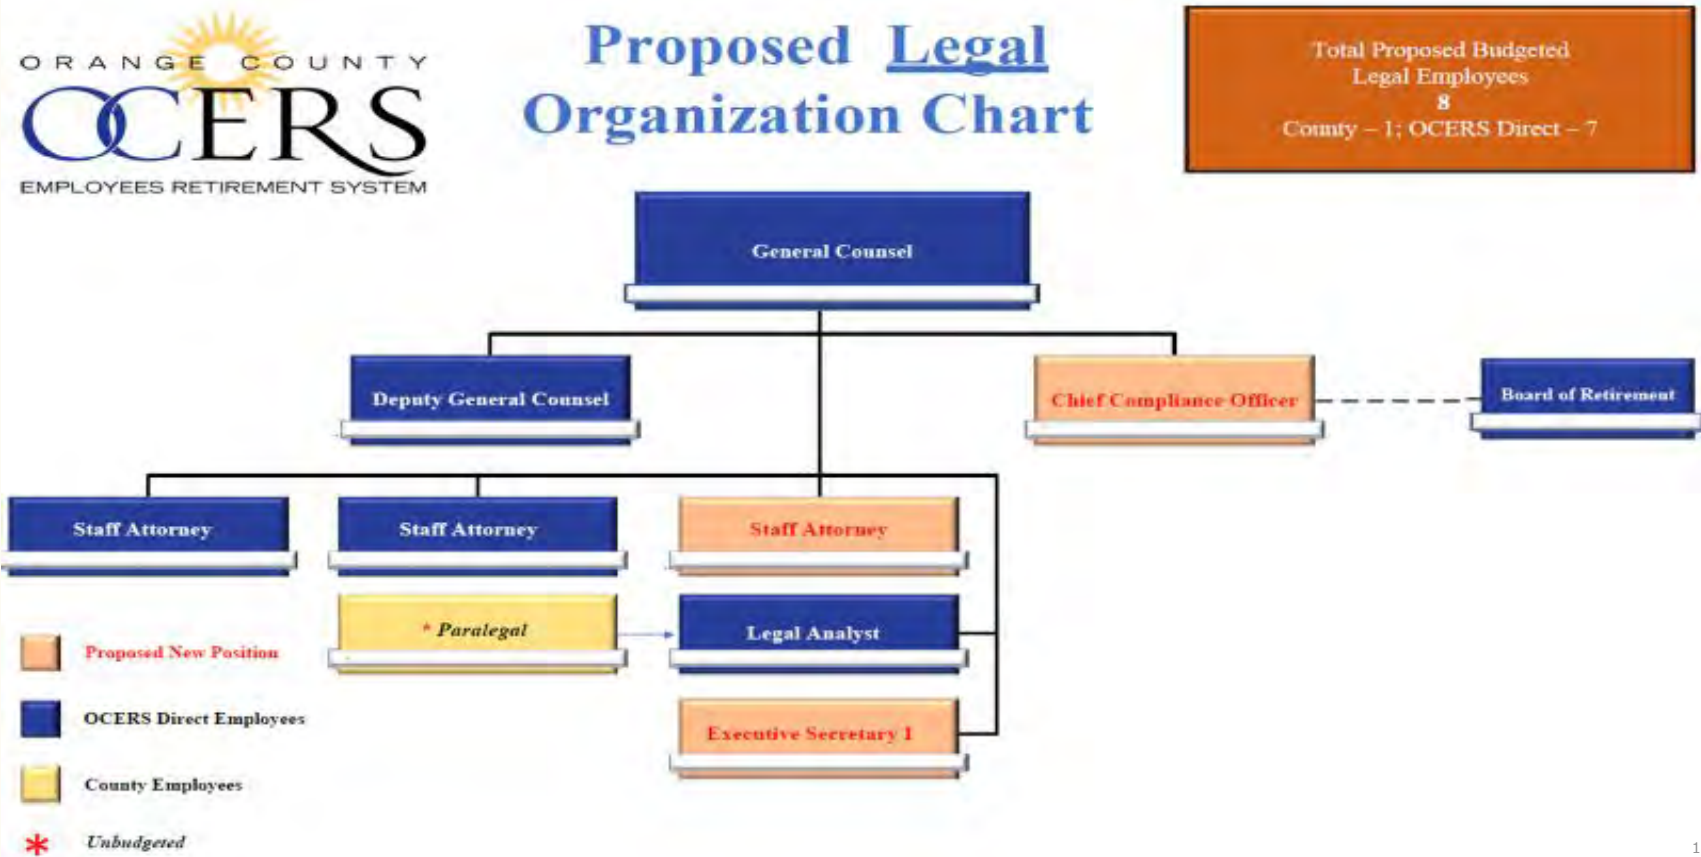 ORANGE COUNTY
OCERS
EMPLOYEES RETIREMENT SYSTEM
Proposed Legal
Organization Chart
Total Proposed Budgeted
Legal Employees
8
County – 1; OCERS Direct – 7
General Counsel
Deputy General Counsel
Chief Compliance Officer
Board of Retirement
Staff Attorney
Staff Attorney
Staff Attorney
* Paralegal
Legal Analyst
Executive Secretary I
Proposed New Position
OCERS Direct Employees
County Employees
* Unbudgeted
1